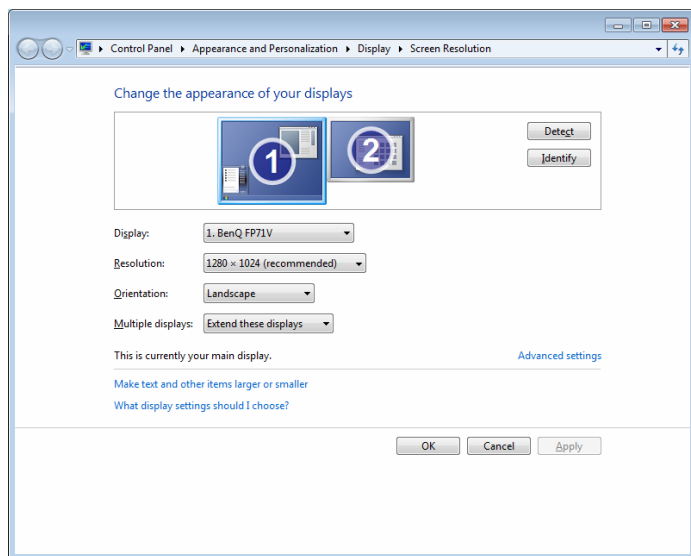 Control Panel Appearance and Personalization Display Screen Resolution
Change the appearance of your displays
1
2
Detect
Identify
Display: 1. BenQ FP71V
Resolution: 1280 × 1024 (recommended)
Orientation: Landscape
Multiple displays: Extend these displays
This is currently your main display. Advanced settings
Make text and other items larger or smaller
What display settings should I choose?
OK Cancel Apply